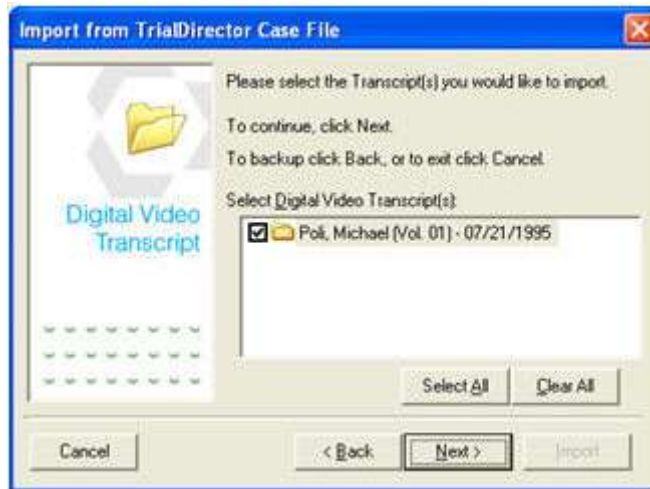 Import from TrialDirector Case File
Please select the Transcript(s) you would like to import.
To continue, click Next.
To backup click Back, or to exit click Cancel.
Digital Video
Transcript
Select Digital Video Transcript(s):
Poli, Michael (Vol. 01) - 07/21/1995
Select All
Clear All
Cancel
< Back
Next >
Import